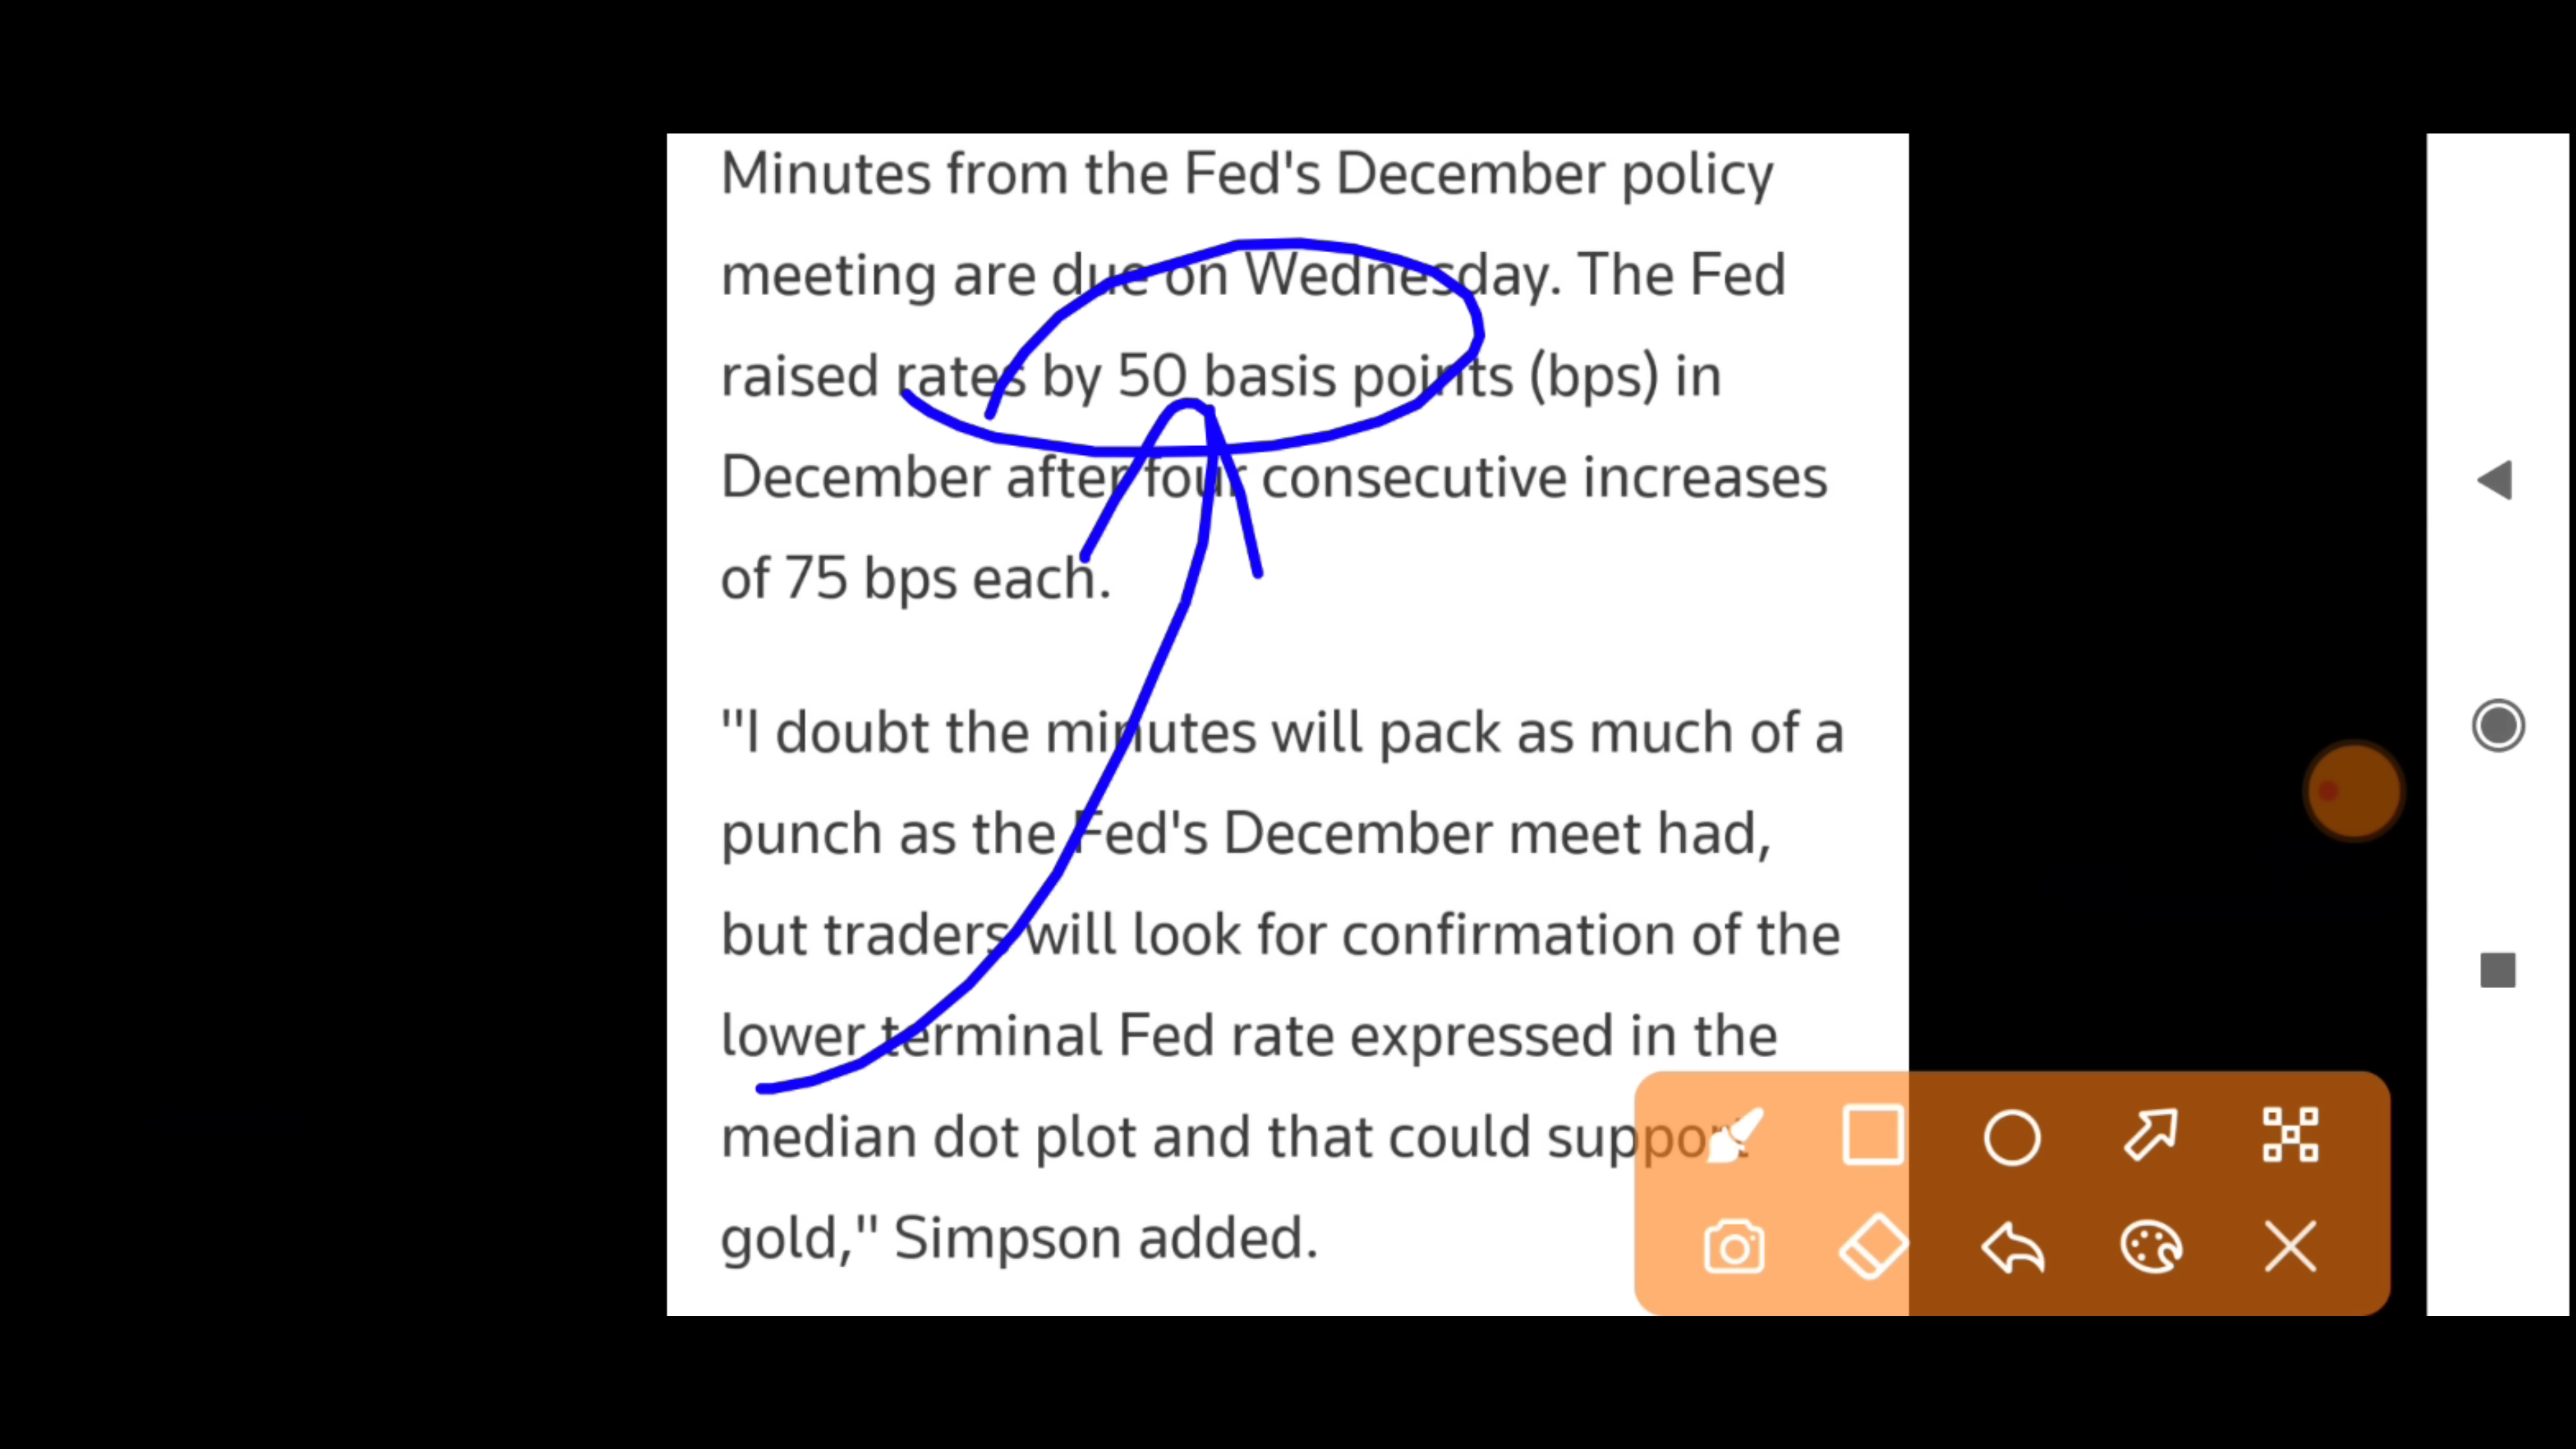 Minutes from the Fed's December policy
meeting are due on Wednesday. The Fed
raised rates by 50 basis points (bps) in
December after four consecutive increases
of 75 bps each.
"I doubt the minutes will pack as much of a
punch as the Fed's December meet had,
but traders will look for confirmation of the
lower terminal Fed rate expressed in the
median dot plot and that could support
gold," Simpson added.